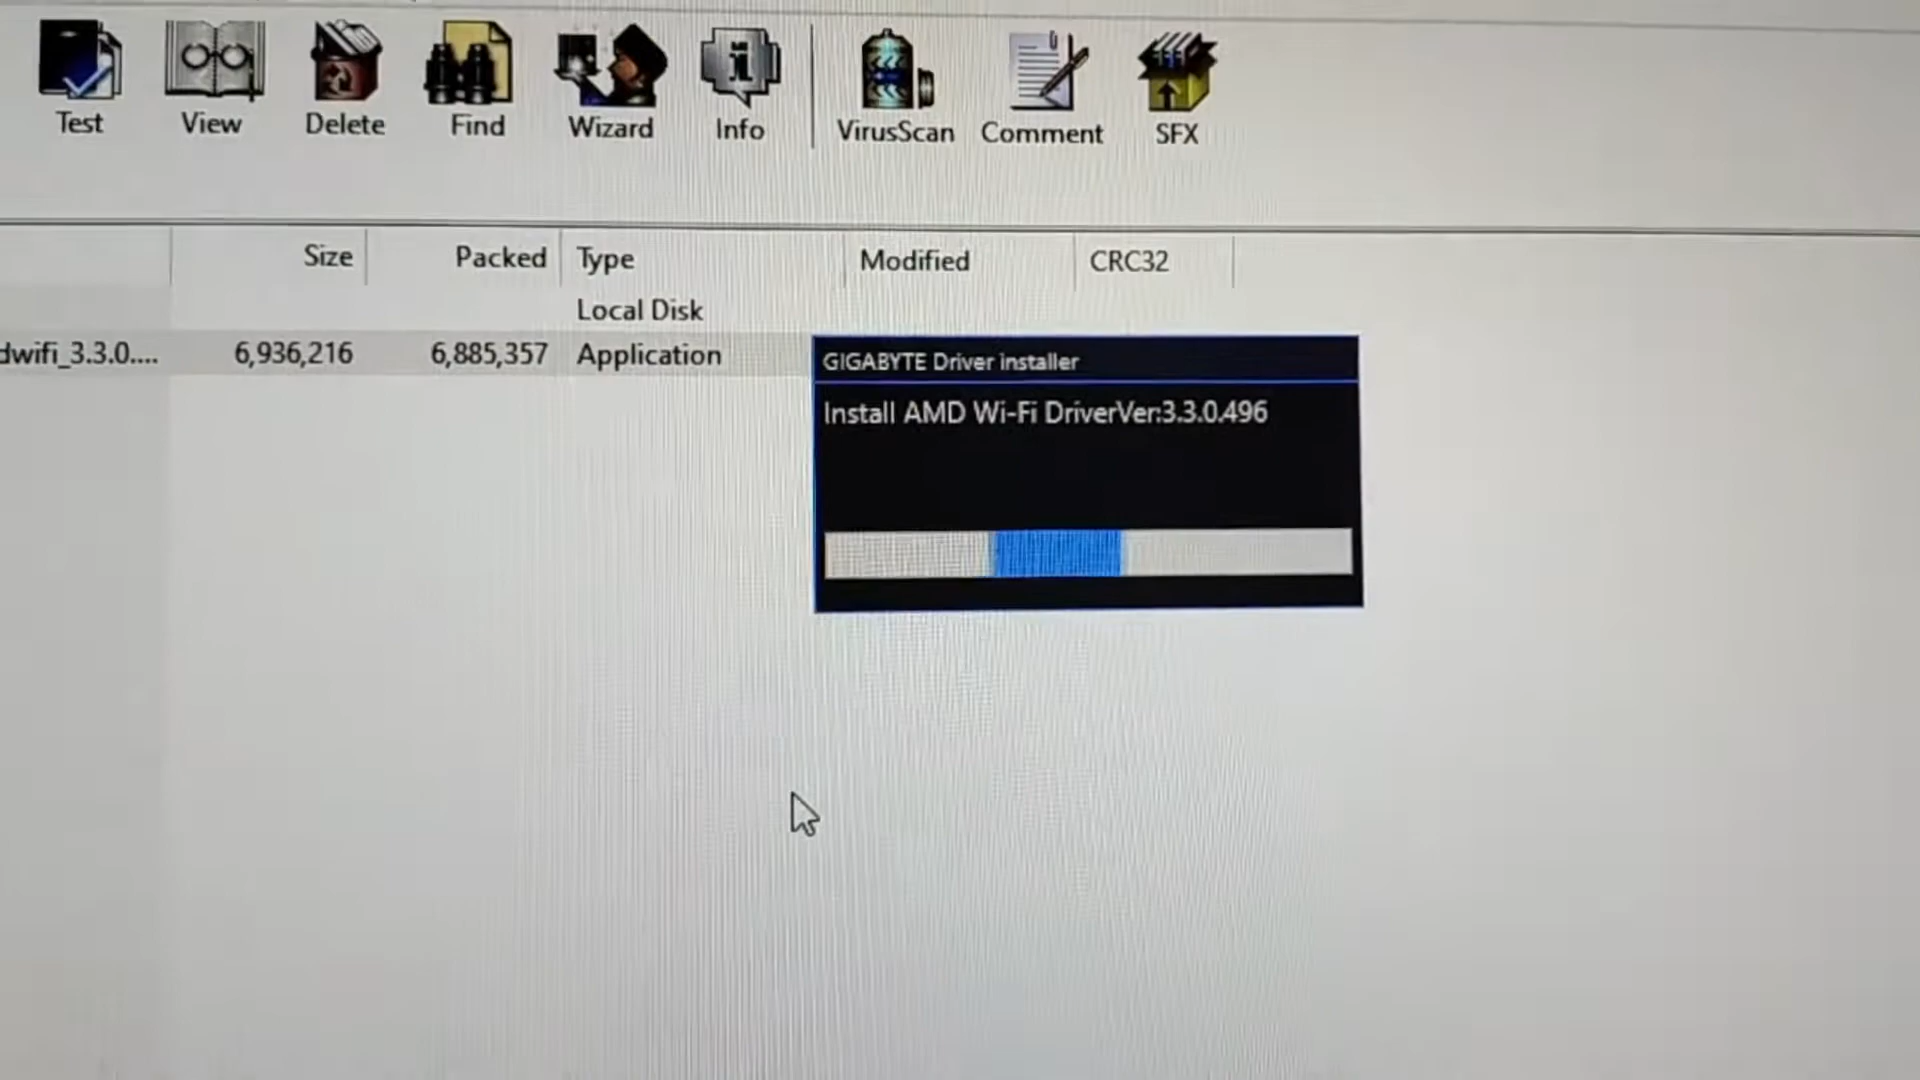 Test View Delete Find Wizard Info VirusScan Comment SFX
Size Packed Type Modified CRC32
Local Disk
dwifi_3.3.0.... 6,936,216 6,885,357 Application
GIGABYTE Driver installer
Install AMD Wi-Fi DriverVer:3.3.0.496